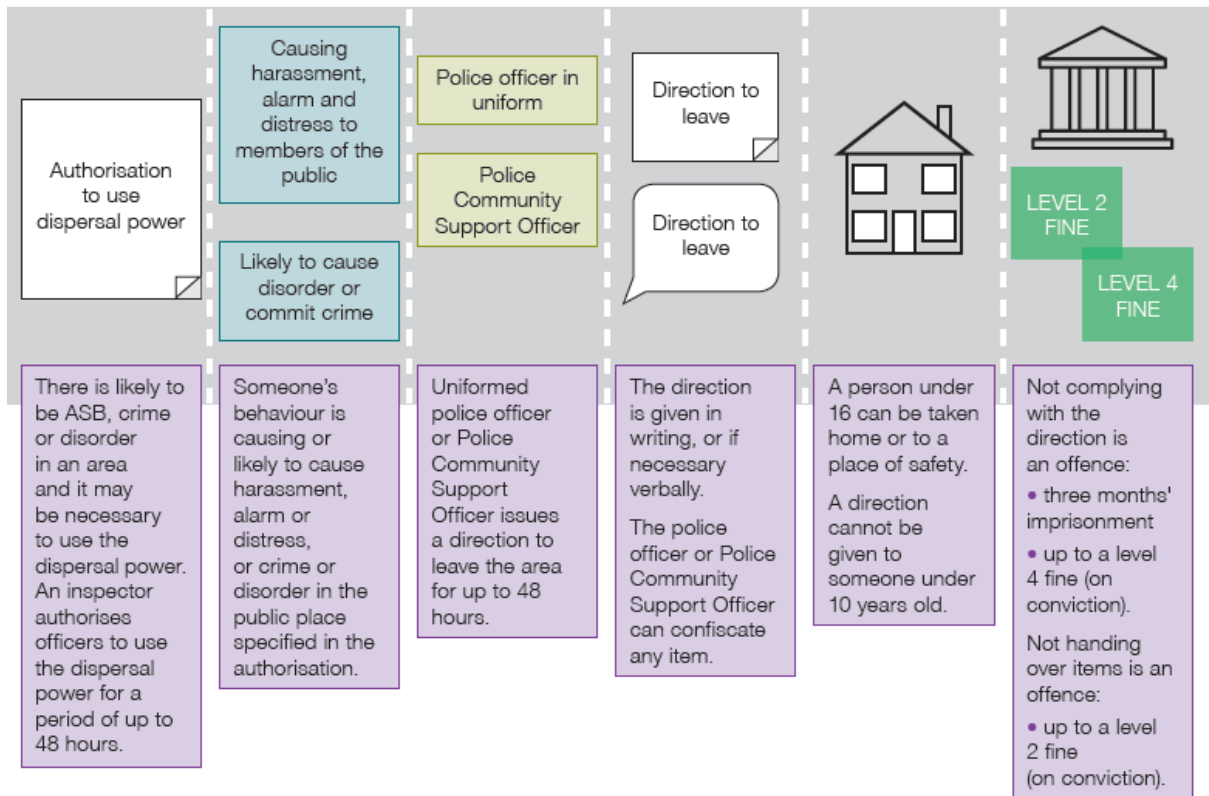 Authorisation
to use
dispersal power
Causing
harassment,
alarm and
distress to
members of the
public
Likely to cause
disorder or
commit crime
Police officer in
uniform
Police
Community
Support Officer
Direction to
leave
Direction to
leave
LEVEL 2
FINE
LEVEL 4
FINE
There is likely to
be ASB, crime
or disorder
in an area
and it may
be necessary
to use the
dispersal power.
An inspector
authorises
officers to use
the dispersal
power for a
period of up to
48 hours.
Someone's
behaviour is
causing or
likely to cause
harassment,
alarm or
distress,
or crime or
disorder in the
public place
specified in the
authorisation.
Uniformed
police officer
or Police
Community
Support
Officer issues
a direction to
leave the area
for up to 48
hours.
The direction
is given in
writing, or if
necessary
verbally.
The police
officer or Police
Community
Support Officer
can confiscate
any item.
A person under
16 can be taken
home or to a
place of safety.
A direction
cannot be
given to
someone under
10 years old.
Not complying
with the
direction is
an offence:
• three months'
imprisonment
• up to a level
4 fine (on
conviction).
Not handing
over items is an
offence:
• up to a level
2 fine
(on conviction).